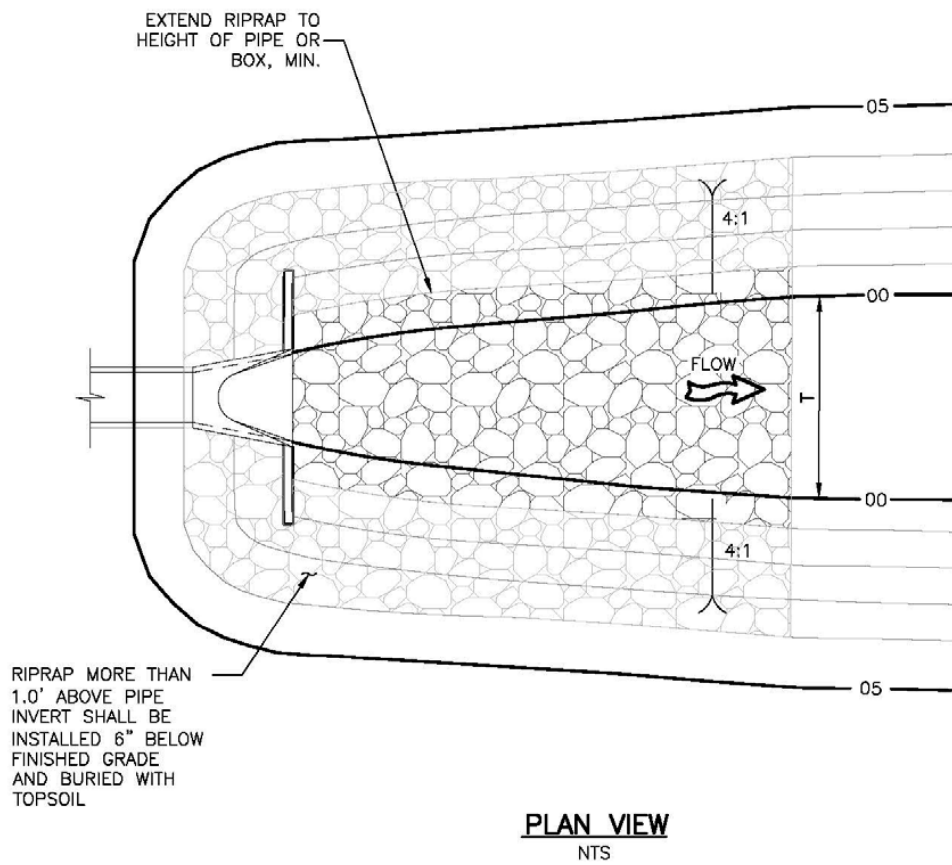 EXTEND RIPRAP TO
HEIGHT OF PIPE OR
BOX, MIN.
05
4:1
00
FLOW
T
00
4:1
05
RIPRAP MORE THAN
1.0' ABOVE PIPE
INVERT SHALL BE
INSTALLED 6" BELOW
FINISHED GRADE
AND BURIED WITH
TOPSOIL
PLAN VIEW
NTS